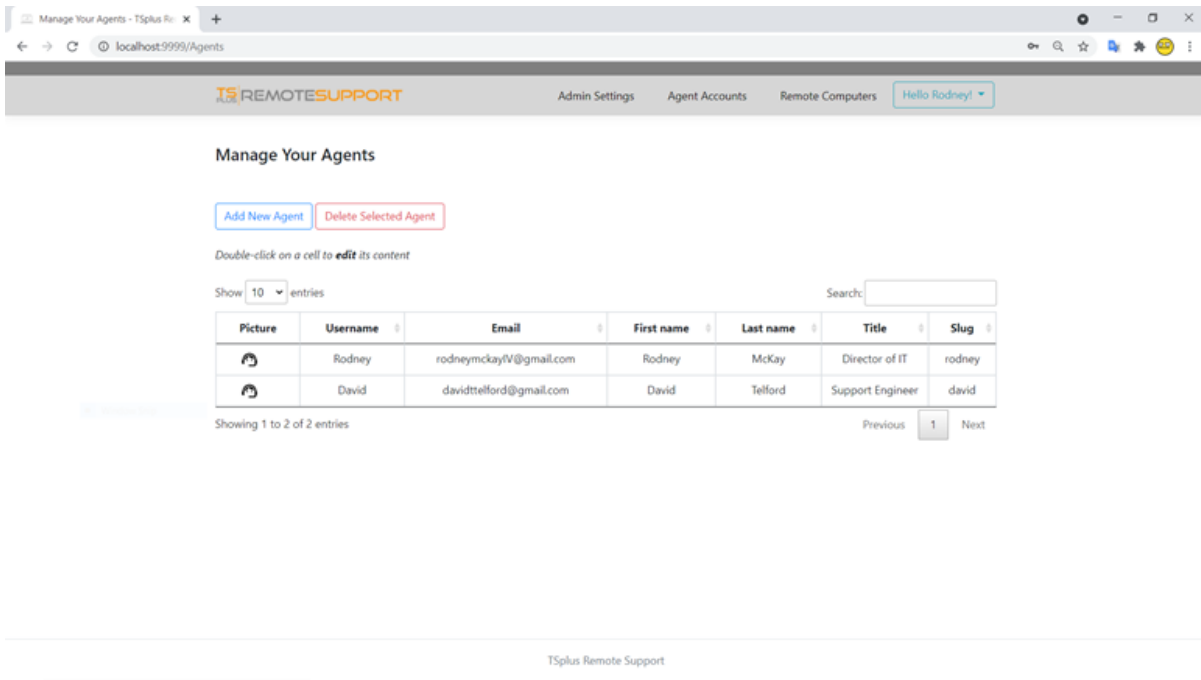 Manage Your Agents - TSplus Re
localhost:9999/Agents
TS PLUS REMOTESUPPORT Admin Settings Agent Accounts Remote Computers Hello Rodney!
Manage Your Agents
Add New Agent Delete Selected Agent
Double-click on a cell to edit its content
Show 10 entries Search:
Picture Username Email First name Last name Title Slug
Rodney rodneymckayIV@gmail.com Rodney McKay Director of IT rodney
David davidttelford@gmail.com David Telford Support Engineer david
Showing 1 to 2 of 2 entries Previous 1 Next
TSplus Remote Support